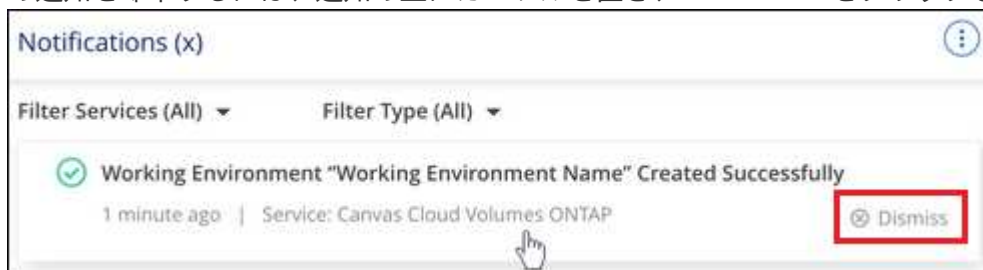 Notifications (x)
Filter Services (All) Filter Type (All)
Working Environment “Working Environment Name” Created Successfully
1 minute ago | Service: Canvas Cloud Volumes ONTAP
Dismiss